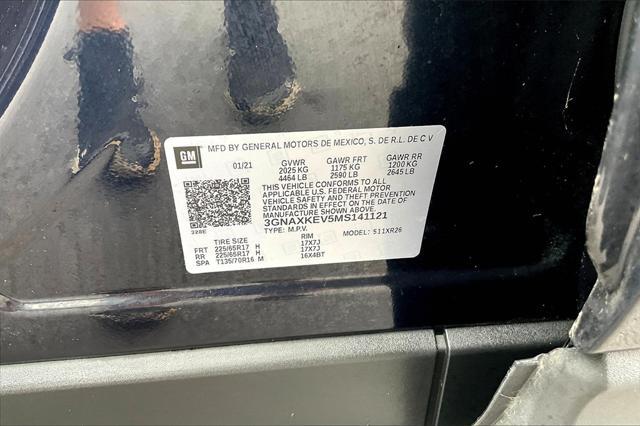 GM MFD BY GENERAL MOTORS DE MEXICO, S. DE R.L. DE C V
01/21 GVWR GAWR FRT GAWR RR
2025 KG 1175 KG 1200 KG
4464 LB 2590 LB 2645 LB
THIS VEHICLE CONFORMS TO ALL
APPLICABLE U.S. FEDERAL MOTOR
VEHICLE SAFETY AND THEFT PREVENTION
STANDARDS IN EFFECT ON THE DATE OF
MANUFACTURE SHOWN ABOVE.
3GNAXKEV5MS141121
TYPE: M.P.V. MODEL: 511XR26
228E
TIRE SIZE RIM
FRT 225/65R17 H 17X7J
RR 225/65R17 H 17X7J
SPA T135/70R16 M 16X4BT